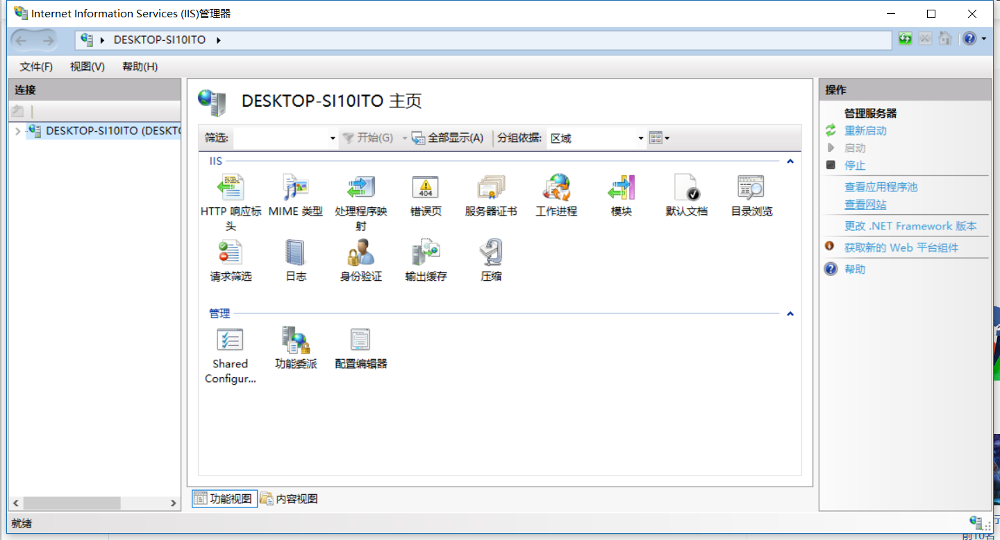 Internet Information Services (IIS)管理器
DESKTOP-SI10ITO
文件(F) 视图(V) 帮助(H)
连接
DESKTOP-SI10ITO (DESKT
DESKTOP-SI10ITO 主页
筛选: 开始(G) 全部显示(A) 分组依据: 区域
IIS
HTTP 响应标头 MIME 类型 处理程序映射 错误页 服务器证书 工作进程 模块 默认文档 目录浏览
404
请求筛选 日志 身份验证 输出缓存 压缩
管理
Shared Configur... 功能委派 配置编辑器
功能视图 内容视图
操作
管理服务器
重新启动
启动
停止
查看应用程序池
查看网站
更改 .NET Framework 版本
获取新的 Web 平台组件
帮助
就绪
前10名